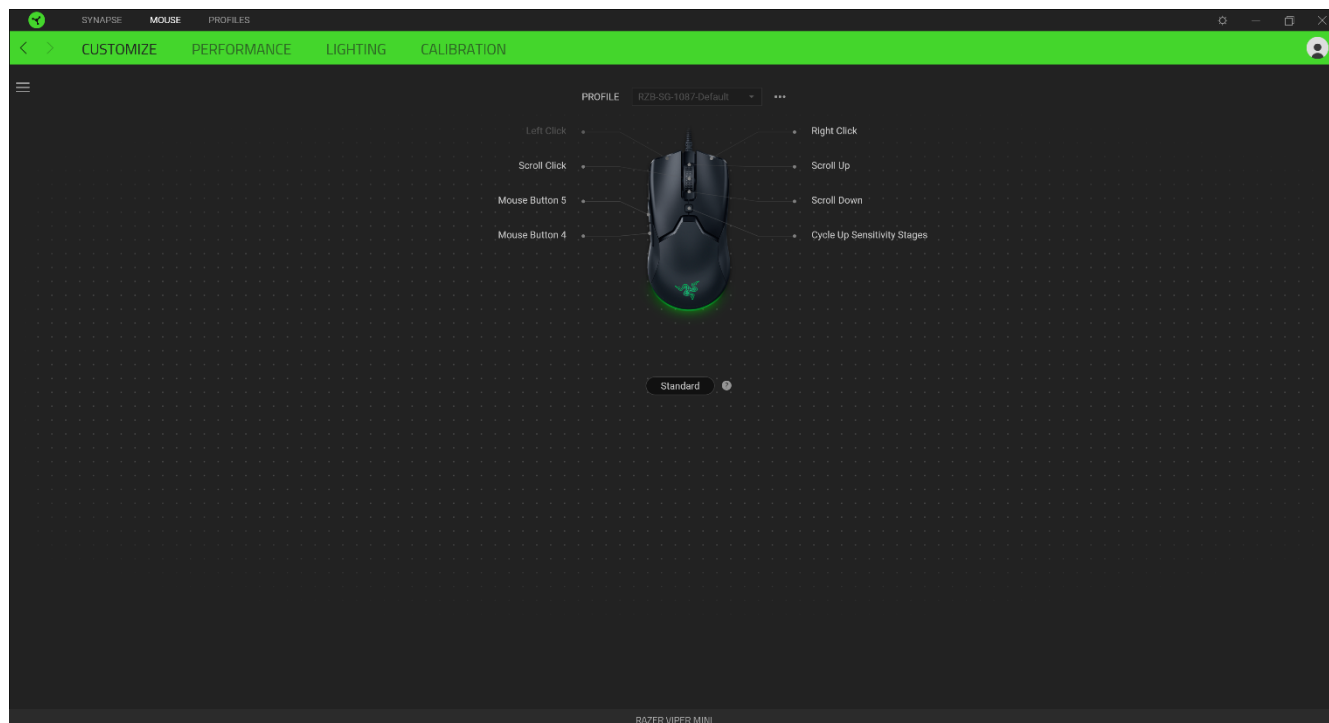 SYNAPSE MOUSE PROFILES
CUSTOMIZE PERFORMANCE LIGHTING CALIBRATION
PROFILE RZB-SG-1087-Default
Left Click Right Click
Scroll Click Scroll Up
Mouse Button 5 Scroll Down
Mouse Button 4 Cycle Up Sensitivity Stages
Standard ?
RAZER VIPER MINI